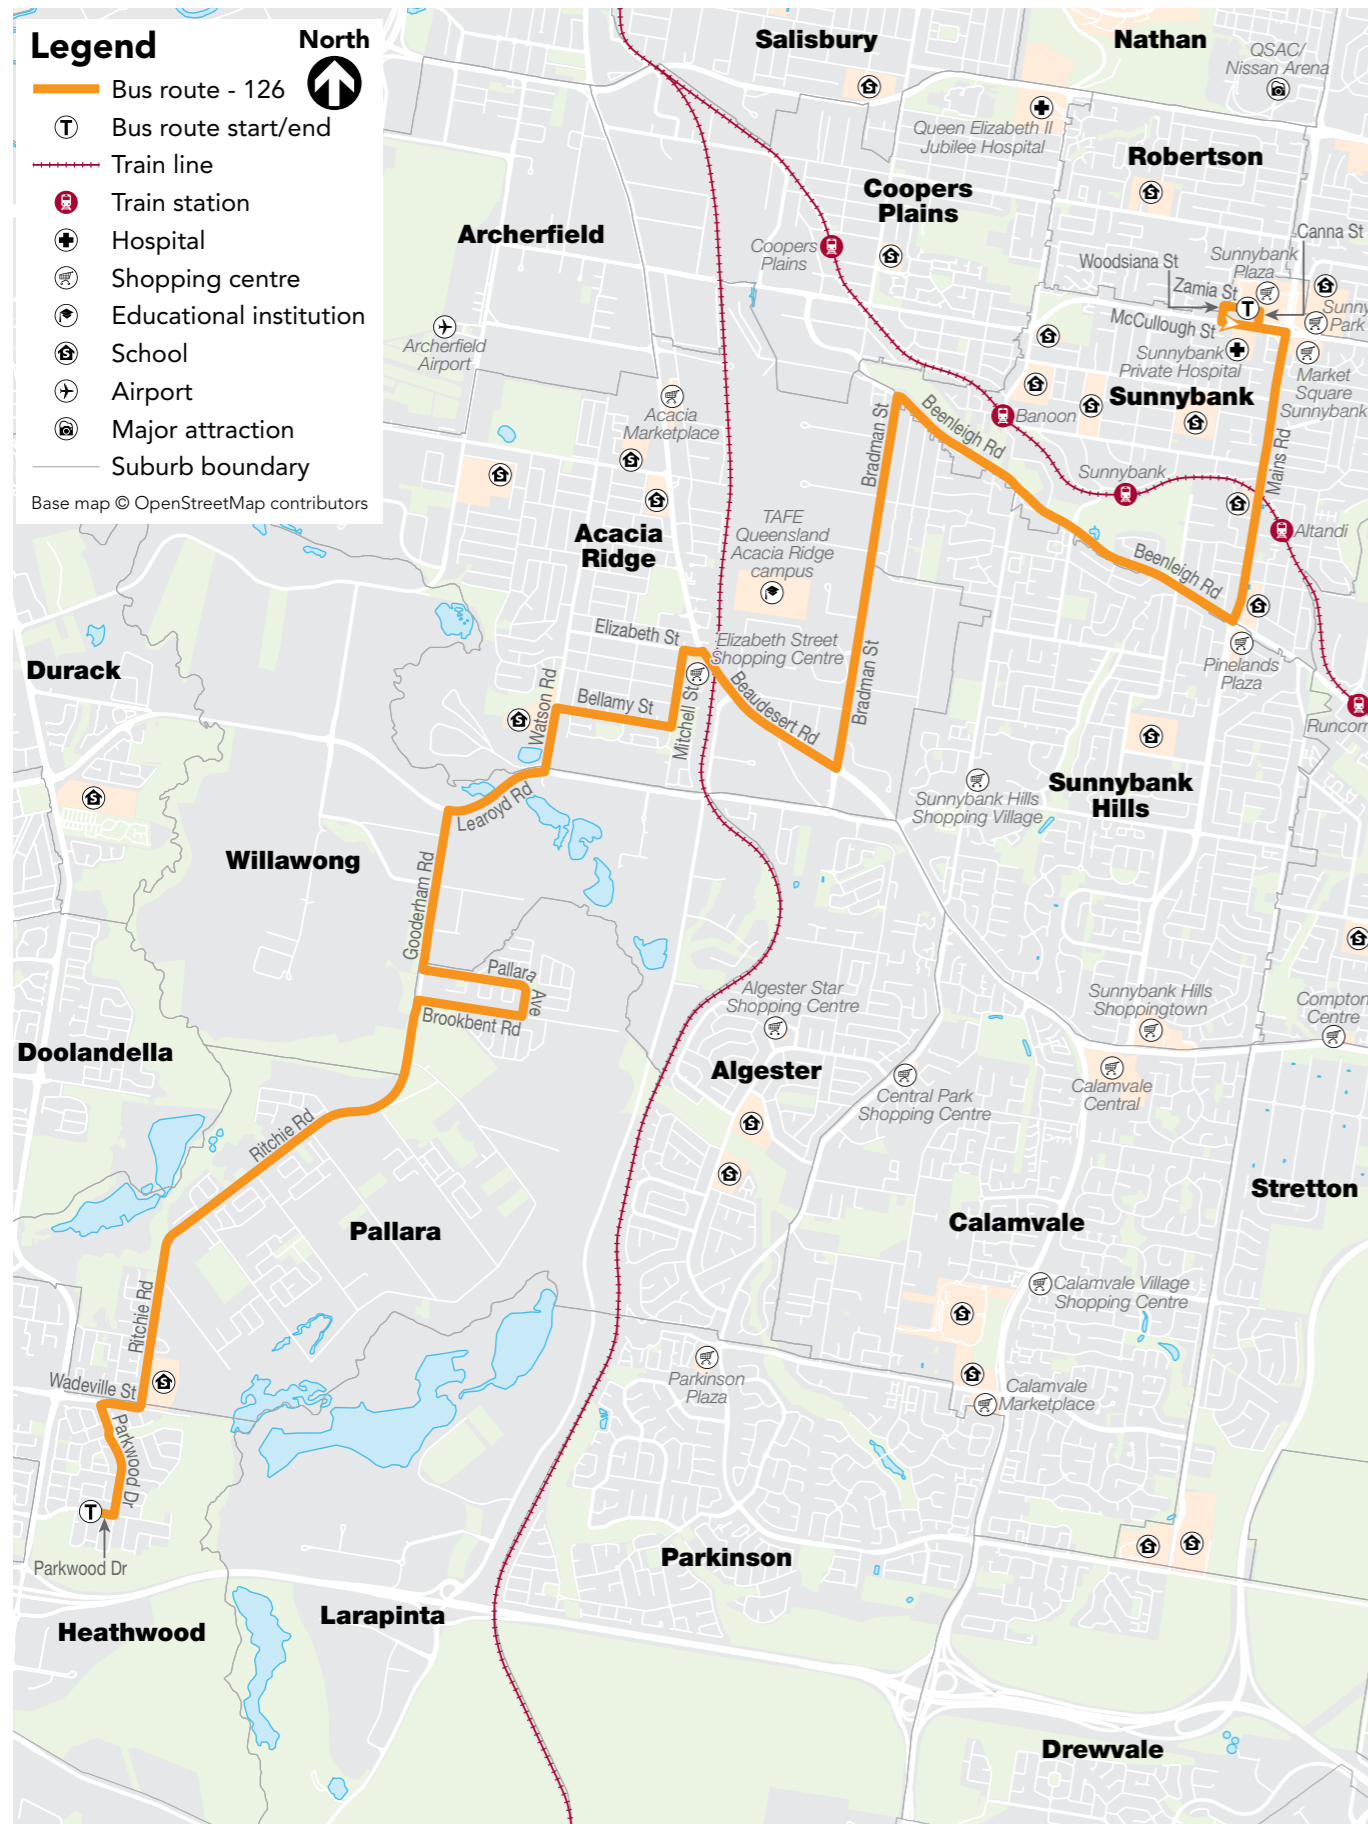 Legend
North
Bus route - 126
Bus route start/end
Train line
Train station
Hospital
Shopping centre
Educational institution
School
Airport
Major attraction
Suburb boundary
Base map © OpenStreetMap contributors
Salisbury
Nathan
QSAC/
Nissan Arena
Queen Elizabeth II
Jubilee Hospital
Robertson
Coopers
Plains
Archerfield
Coopers
Plains
Canna St
Woodsiana St
Sunnybank
Plaza
Zamia St
T
McCullough St
Sunny
Park
Archerfield
Airport
Sunnybank
Private Hospital
Market
Square
Sunnybank
Sunnybank
Acacia
Marketplace
Bradman St
Beenleigh Rd
Banoon
Mains Rd
Sunnybank
Altandi
TAFE
Queensland
Acacia Ridge
campus
Acacia
Ridge
Beenleigh Rd
Elizabeth St
Elizabeth Street
Shopping Centre
Pinelands
Plaza
Durack
Watson Rd
Bellamy St
Mitchell St
Beaudesert Rd
Bradman St
Runcorn
Learoyd Rd
Sunnybank Hills
Shopping Village
Sunnybank
Hills
Willawong
Gooderham Rd
Pallara
Ave
Brookbent Rd
Algester Star
Shopping Centre
Sunnybank Hills
Shoppingtown
Compton
Centre
Doolandella
Algester
Central Park
Shopping Centre
Calamvale
Central
Ritchie Rd
Stretton
Pallara
Calamvale
Calamvale Village
Shopping Centre
Ritchie Rd
Wadeville St
Parkinson
Plaza
Calamvale
Marketplace
Parkwood Dr
T
Parkwood Dr
Parkinson
Heathwood
Larapinta
Drewvale